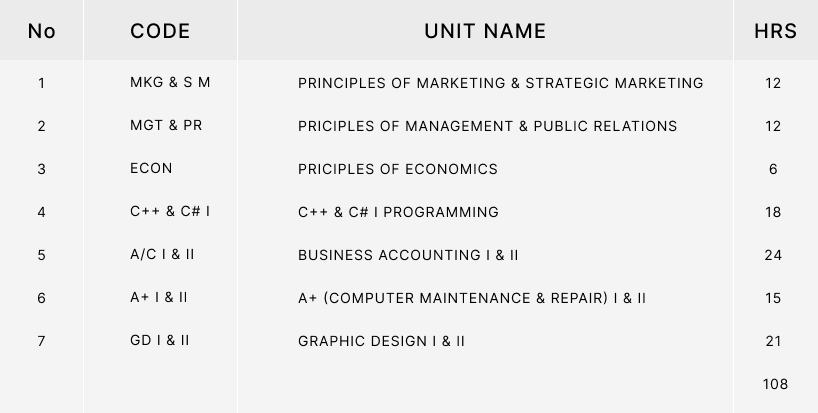 No CODE UNIT NAME HRS
1 MKG & S M PRINCIPLES OF MARKETING & STRATEGIC MARKETING 12
2 MGT & PR PRICIPLES OF MANAGEMENT & PUBLIC RELATIONS 12
3 ECON PRICIPLES OF ECONOMICS 6
4 C++ & C# I C++ & C# I PROGRAMMING 18
5 A/C I & II BUSINESS ACCOUNTING I & II 24
6 A+ I & II A+ (COMPUTER MAINTENANCE & REPAIR) I & II 15
7 GD I & II GRAPHIC DESIGN I & II 21
108